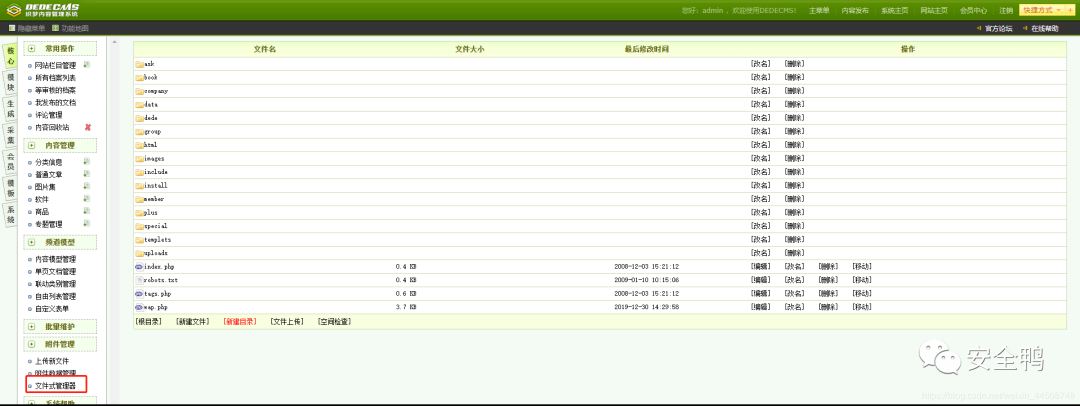 DEDECMS
织梦内容管理系统
您好：admin ，欢迎使用DEDECMS！ 主菜单 内容发布 系统主页 网站主页 会员中心 注销 快捷方式
隐藏菜单 功能地图 官方论坛 在线帮助
核心
模块
生成
采集
会员
模板
系统
常用操作
网站栏目管理
所有档案列表
等审核的档案
我发布的文档
评论管理
内容回收站
内容管理
分类信息
普通文章
图片集
软件
商品
专题管理
频道模型
内容模型管理
单页文档管理
联动类别管理
自由列表管理
自定义表单
批量维护
附件管理
上传新文件
附件数据管理
文件式管理器
系统帮助
文件名 文件大小 最后修改时间 操作
ask [改名] [删除]
book [改名] [删除]
company [改名] [删除]
data [改名] [删除]
dede [改名] [删除]
group [改名] [删除]
html [改名] [删除]
images [改名] [删除]
include [改名] [删除]
install [改名] [删除]
member [改名] [删除]
plus [改名] [删除]
special [改名] [删除]
templets [改名] [删除]
uploads [改名] [删除]
index.php 0.4 KB 2008-12-03 15:21:12 [编辑] [改名] [删除] [移动]
robots.txt 0.4 KB 2009-01-10 10:15:06 [编辑] [改名] [删除] [移动]
tags.php 0.6 KB 2008-12-03 15:21:12 [编辑] [改名] [删除] [移动]
wap.php 3.7 KB 2019-12-30 14:29:58 [编辑] [改名] [删除] [移动]
[根目录] [新建文件] [新建目录] [文件上传] [空间检查]
安全鸭